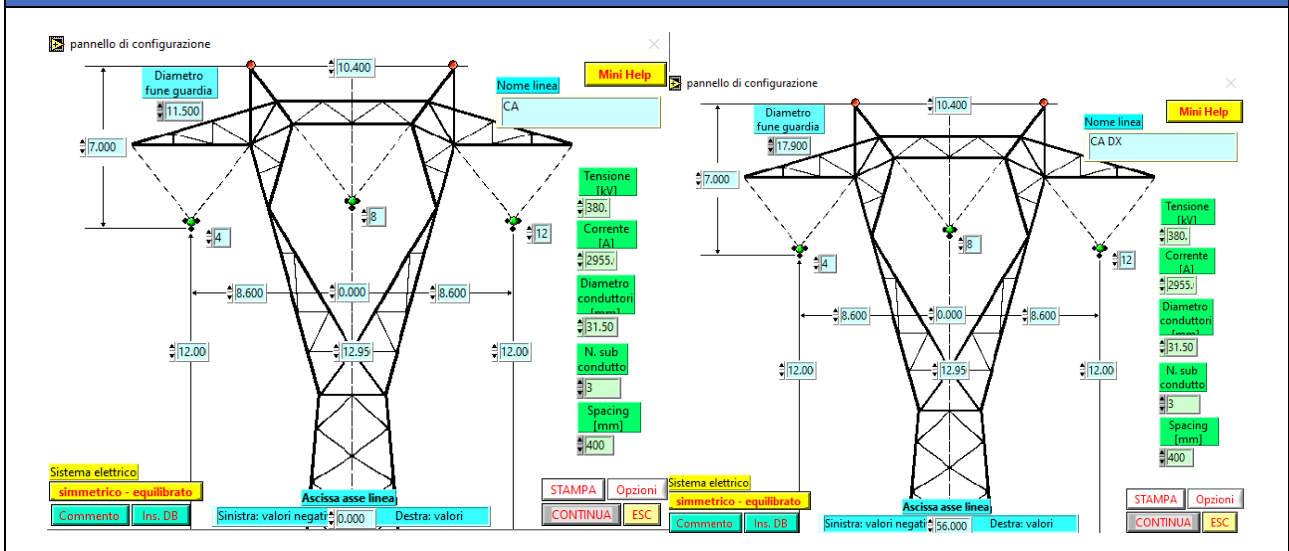 pannello di configurazione
10.400
Diametro
fune guardia
11.500
Mini Help
Nome linea
CA
7.000
Tensione
[kV]
380.
8
4
12
Corrente
[A]
2955.
8.600
0.000
8.600
Diametro
conduttori
[mm]
31.50
12.00
12.95
12.00
N. sub
condutto
3
Spacing
[mm]
400
Sistema elettrico
simmetrico - equilibrato
STAMPA
Opzioni
Ascissa asse linea
Commento
Ins. DB
Sinistra: valori negati
0.000
Destra: valori
CONTINUA
ESC
pannello di configurazione
10.400
Diametro
fune guardia
17.900
Mini Help
Nome linea
CA DX
7.000
Tensione
[kV]
380.
8
4
12
Corrente
[A]
2955.
8.600
0.000
8.600
Diametro
conduttori
[mm]
31.50
12.00
12.95
12.00
N. sub
condutto
3
Spacing
[mm]
400
Sistema elettrico
simmetrico - equilibrato
STAMPA
Opzioni
Ascissa asse linea
Commento
Ins. DB
Sinistra: valori negati
56.000
Destra: valori
CONTINUA
ESC